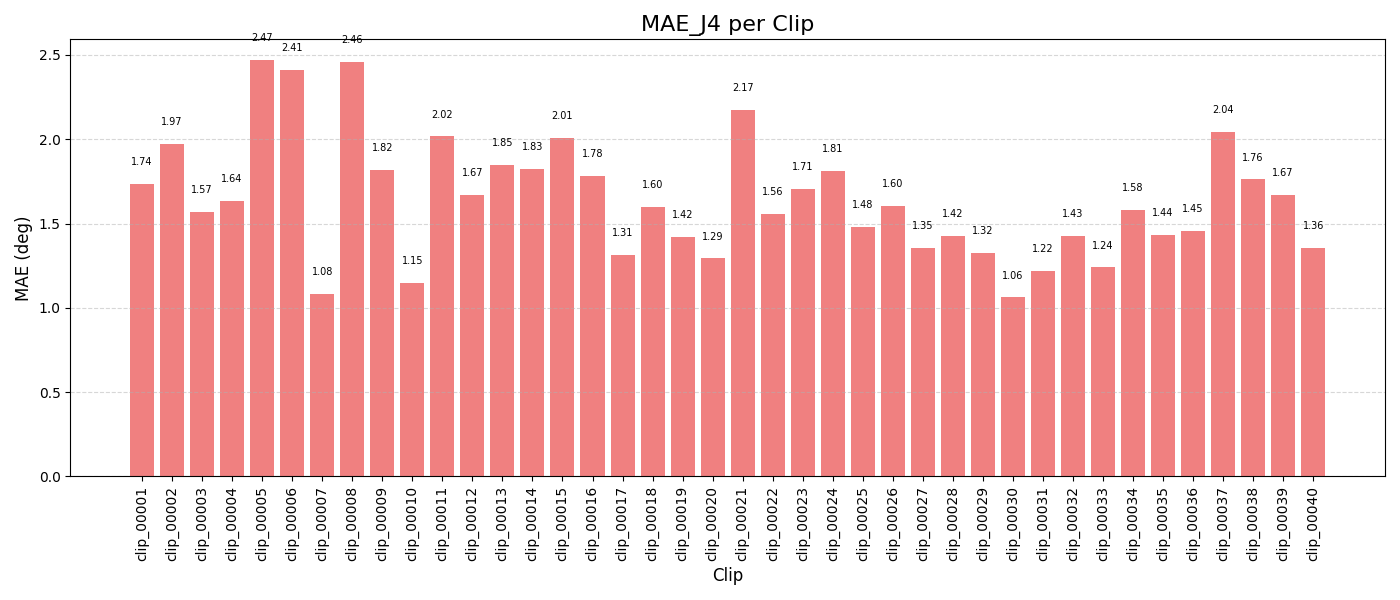 MAE_J4 per Clip
MAE (deg)
2.5
2.0
1.5
1.0
0.5
0.0
1.74
1.97
1.57
1.64
2.47
2.41
1.08
2.46
1.82
1.15
2.02
1.67
1.85
1.83
2.01
1.78
1.31
1.60
1.42
1.29
2.17
1.56
1.71
1.81
1.48
1.60
1.35
1.42
1.32
1.06
1.22
1.43
1.24
1.58
1.44
1.45
2.04
1.76
1.67
1.36
clip_00001
clip_00002
clip_00003
clip_00004
clip_00005
clip_00006
clip_00007
clip_00008
clip_00009
clip_00010
clip_00011
clip_00012
clip_00013
clip_00014
clip_00015
clip_00016
clip_00017
clip_00018
clip_00019
clip_00020
clip_00021
clip_00022
clip_00023
clip_00024
clip_00025
clip_00026
clip_00027
clip_00028
clip_00029
clip_00030
clip_00031
clip_00032
clip_00033
clip_00034
clip_00035
clip_00036
clip_00037
clip_00038
clip_00039
clip_00040
Clip